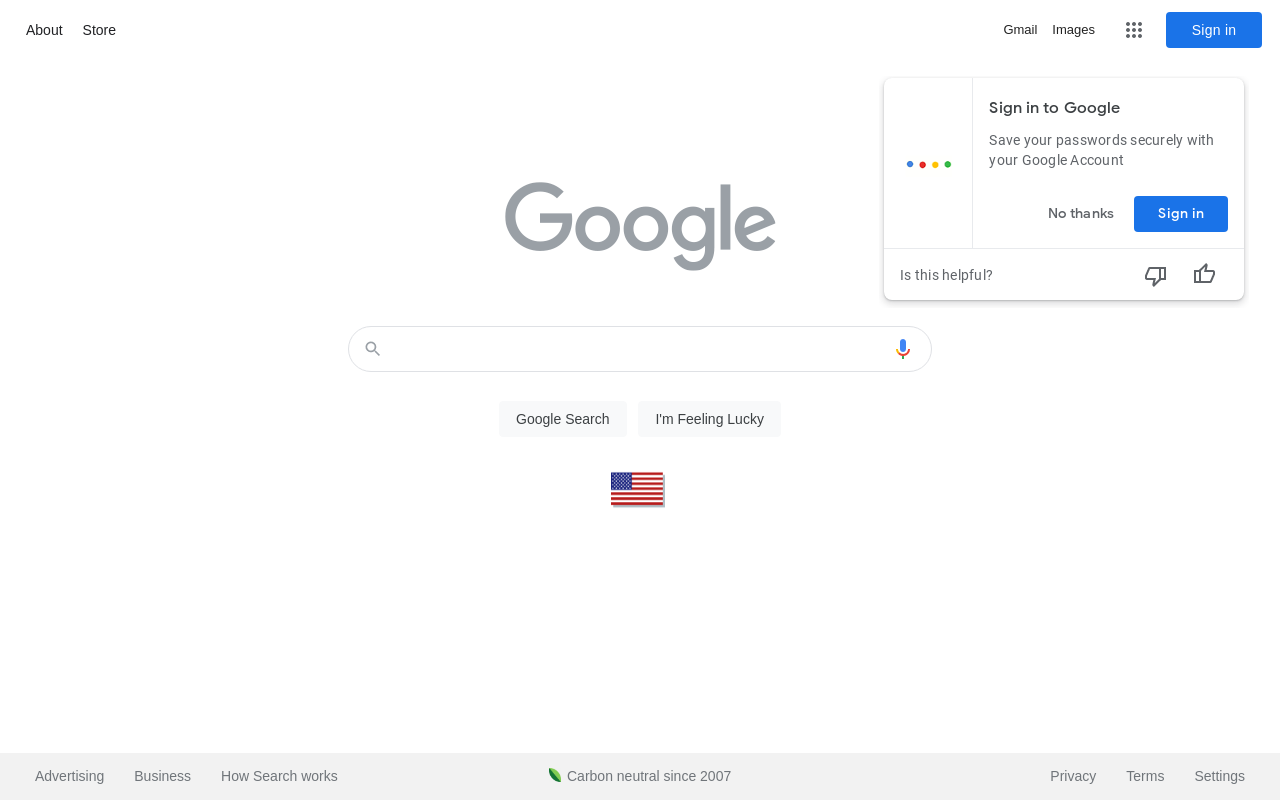 About Store
Gmail Images Sign in
Sign in to Google
Save your passwords securely with
your Google Account
No thanks Sign in
Is this helpful?
Google
Google Search I'm Feeling Lucky
Advertising Business How Search works
Carbon neutral since 2007
Privacy Terms Settings